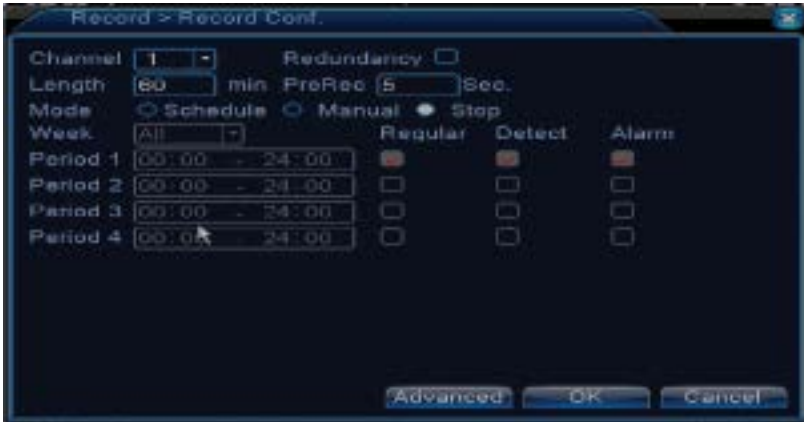 Record > Record Conf.
Channel 1 Redundancy
Length 60 min PreRec 5 Sec.
Mode Schedule Manual Stop
Week All Regular Detect Alarm
Period 1 00:00 - 24:00
Period 2 00:00 - 24:00
Period 3 00:00 - 24:00
Period 4 00:00 - 24:00
Advanced OK Cancel